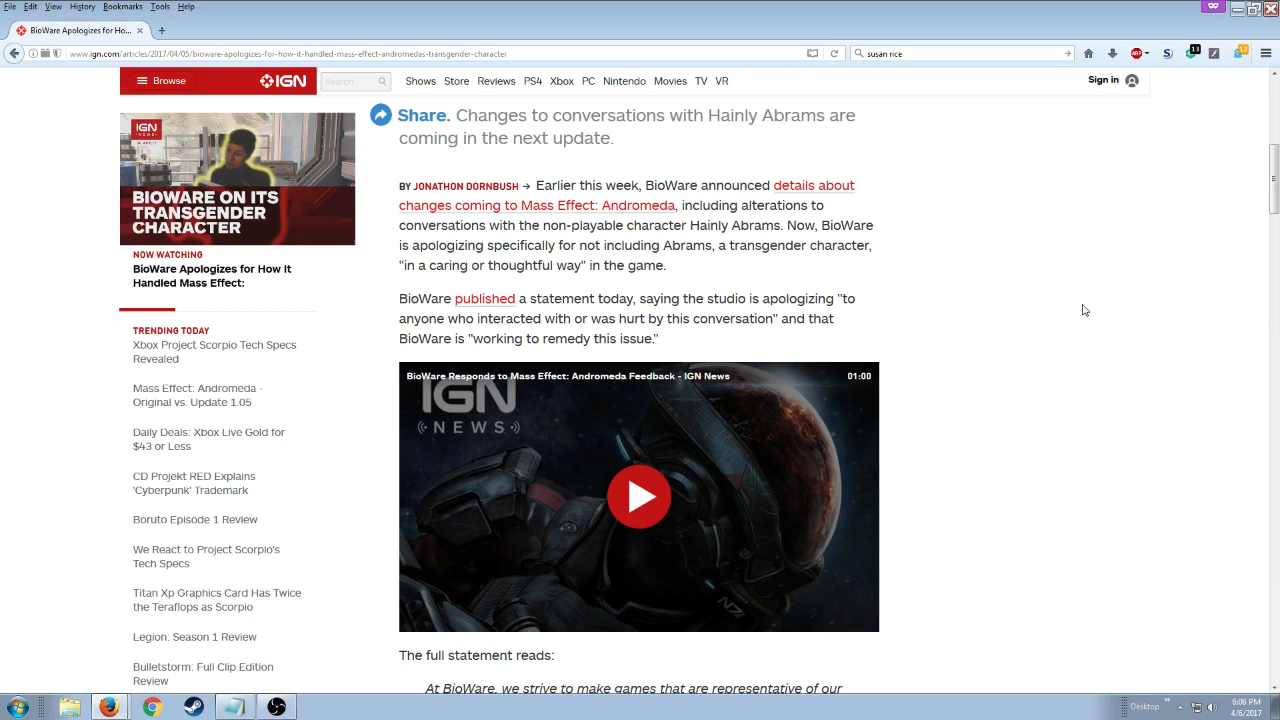 File Edit View History Bookmarks Tools Help
BioWare Apologizes for Ho... × +
www.ign.com/articles/2017/04/05/bioware-apologizes-for-how-it-handled-mass-effect-andromedas-transgender-character
susan rice
ABP
S
13
12
Browse
IGN
Search
Shows Store Reviews PS4 Xbox PC Nintendo Movies TV VR
Sign in
Share. Changes to conversations with Hainly Abrams are
coming in the next update.
IGN
NEWS
BIOWARE ON ITS
TRANSGENDER
CHARACTER
NOW WATCHING
BioWare Apologizes for How It
Handled Mass Effect:
TRENDING TODAY
Xbox Project Scorpio Tech Specs
Revealed
Mass Effect: Andromeda -
Original vs. Update 1.05
Daily Deals: Xbox Live Gold for
$43 or Less
CD Projekt RED Explains
'Cyberpunk' Trademark
Boruto Episode 1 Review
We React to Project Scorpio's
Tech Specs
Titan Xp Graphics Card Has Twice
the Teraflops as Scorpio
Legion: Season 1 Review
Bulletstorm: Full Clip Edition
Review
BY JONATHON DORNBUSH → Earlier this week, BioWare announced details about
changes coming to Mass Effect: Andromeda, including alterations to
conversations with the non-playable character Hainly Abrams. Now, BioWare
is apologizing specifically for not including Abrams, a transgender character,
"in a caring or thoughtful way" in the game.
BioWare published a statement today, saying the studio is apologizing "to
anyone who interacted with or was hurt by this conversation" and that
BioWare is "working to remedy this issue."
BioWare Responds to Mass Effect: Andromeda Feedback - IGN News 01:00
IGN
NEWS
N7
The full statement reads:
At BioWare, we strive to make games that are representative of our
Desktop
6:06 PM
4/6/2017